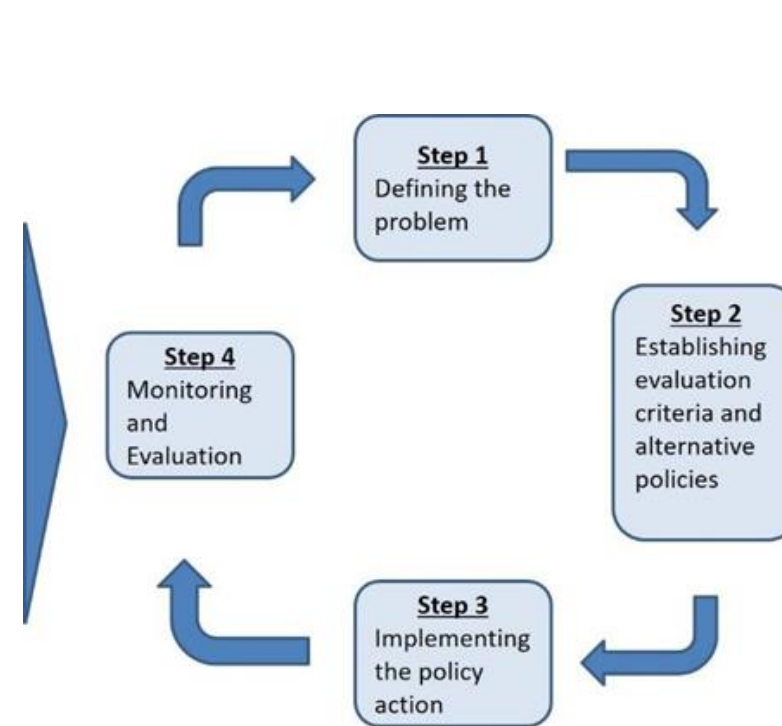 Step 1
Defining the
problem
Step 2
Establishing
evaluation
criteria and
alternative
policies
Step 3
Implementing
the policy
action
Step 4
Monitoring
and
Evaluation